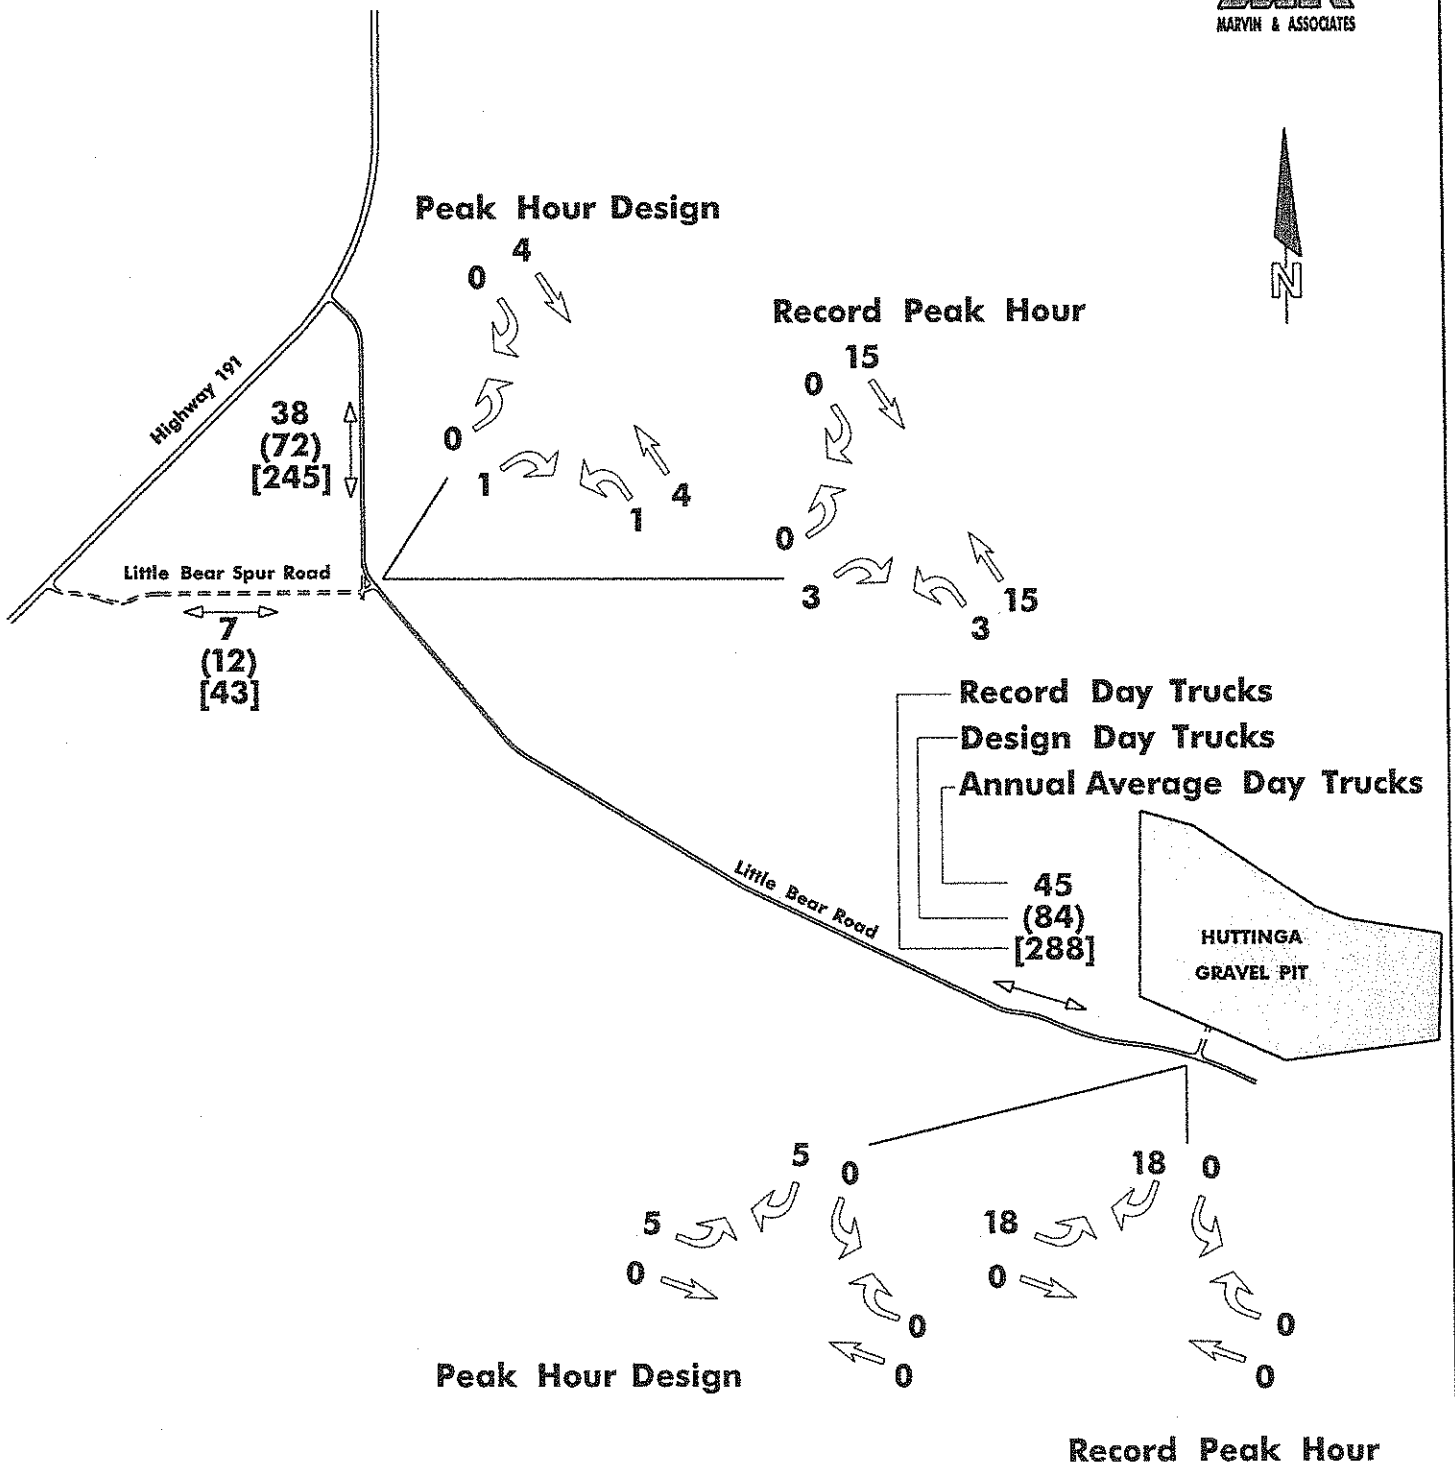 MARVIN & ASSOCIATES
N
Peak Hour Design
4
0
0
1
1
4
Record Peak Hour
15
0
0
3
3
15
Highway 191
38
(72)
[245]
Little Bear Spur Road
7
(12)
[43]
Record Day Trucks
Design Day Trucks
Annual Average Day Trucks
45
(84)
[288]
Little Bear Road
HUTTINGA
GRAVEL PIT
5
0
5
0
0
0
Peak Hour Design
18
0
18
0
0
0
Record Peak Hour